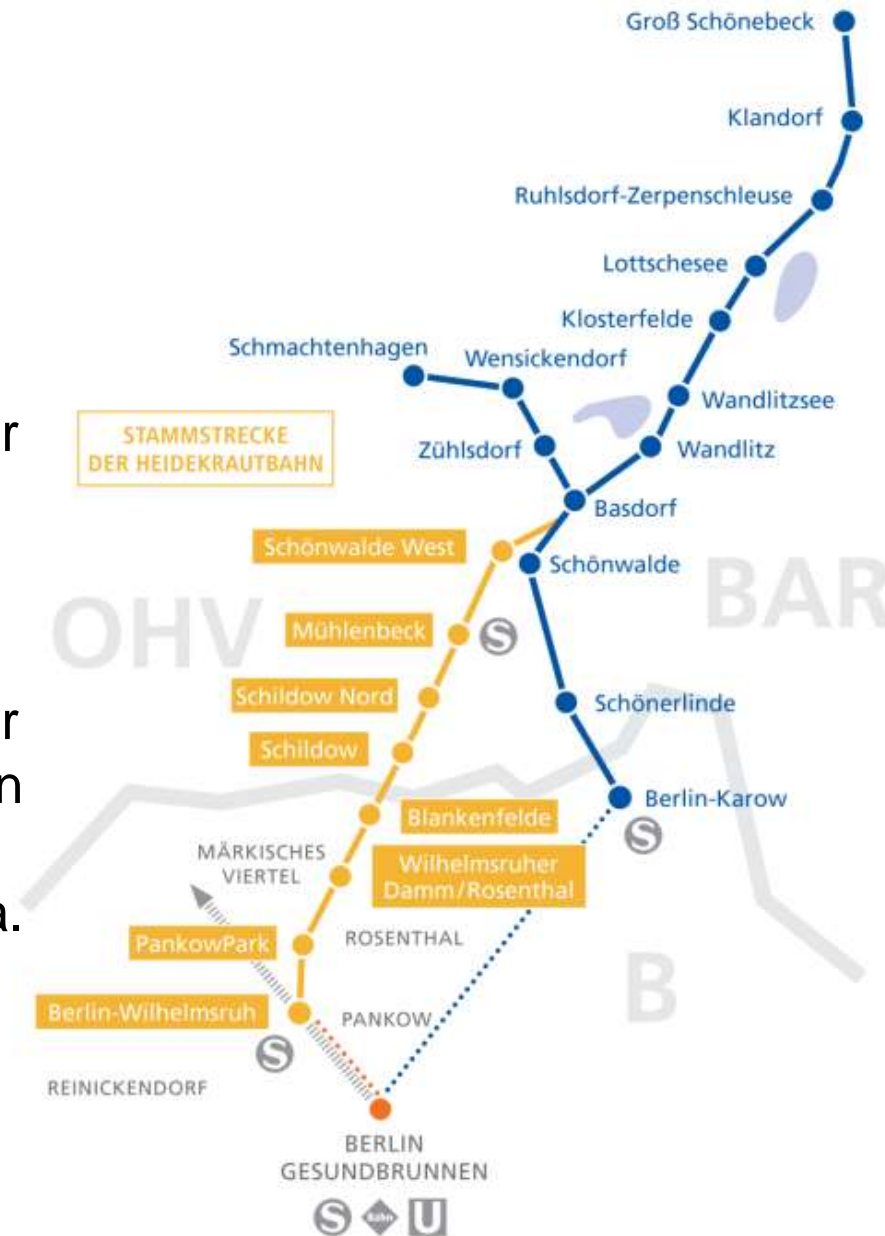 Groß Schönebeck
Klandorf
Ruhlsdorf-Zerpenschleuse
Lottschesee
Klosterfelde
Schmachtenhagen
Wensickendorf
Wandlitzsee
r
STAMMSTRECKE
DER HEIDEKRAUTBAHN
Zühlsdorf
Wandlitz
Basdorf
Schönwalde West
Schönwalde
BAR
OHV
Mühlenbeck
S
Schildow Nord
Schönerlinde
r
Schildow
n
Berlin-Karow
S
Blankenfelde
MÄRKISCHES
VIERTEL
Wilhelmsruher
Damm/Rosenthal
a.
PankowPark
ROSENTHAL
B
Berlin-Wilhelmsruh
PANKOW
S
REINICKENDORF
BERLIN
GESUNDBRUNNEN
S Bahn U